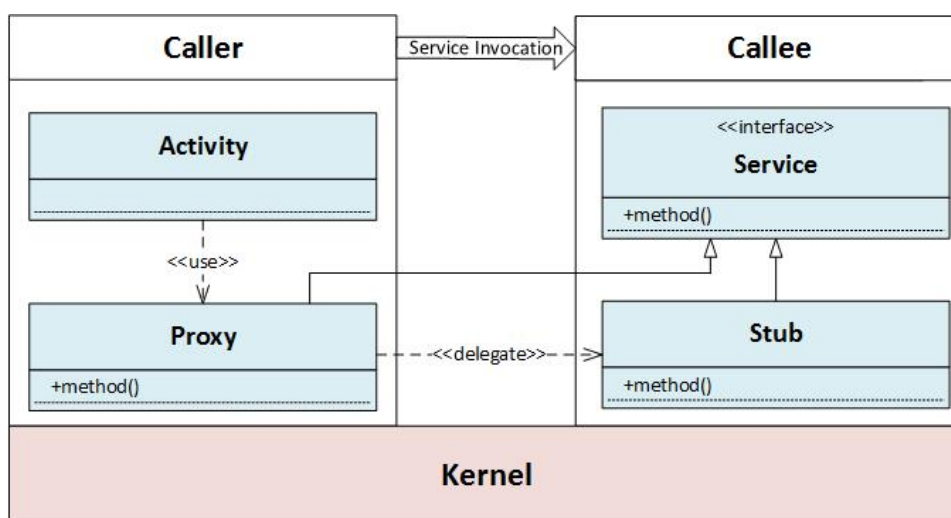 Caller
Service Invocation
Callee
Activity
<<interface>>
Service
+method()
<<use>>
Proxy
+method()
<<delegate>>
Stub
+method()
Kernel